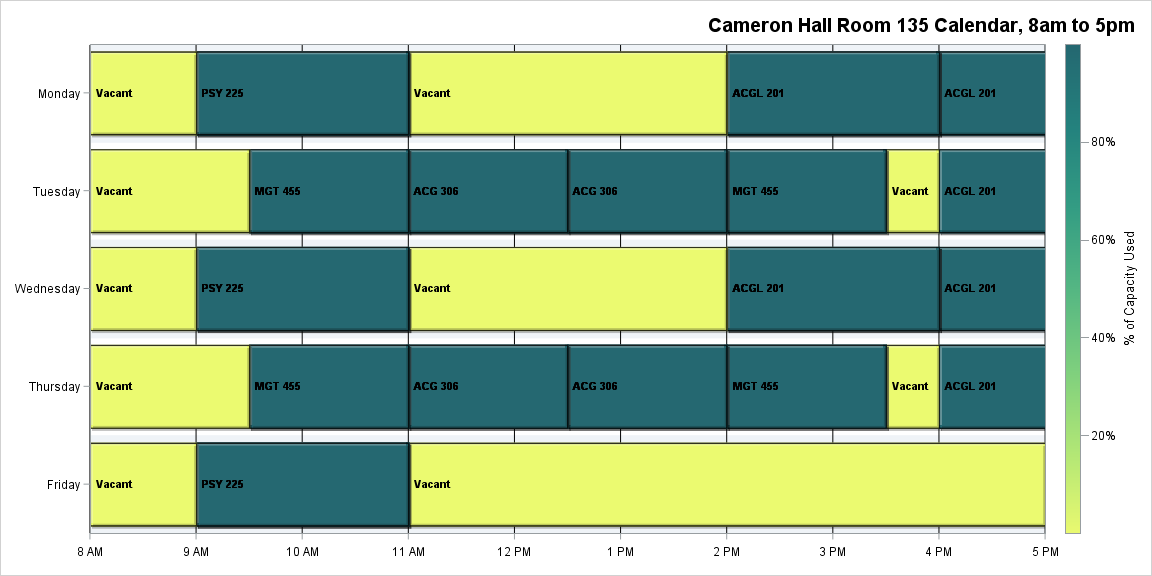 Cameron Hall Room 135 Calendar, 8am to 5pm
Monday
Vacant
PSY 225
Vacant
ACGL 201
ACGL 201
Tuesday
Vacant
MGT 455
ACG 306
ACG 306
MGT 455
Vacant
ACGL 201
Wednesday
Vacant
PSY 225
Vacant
ACGL 201
ACGL 201
Thursday
Vacant
MGT 455
ACG 306
ACG 306
MGT 455
Vacant
ACGL 201
Friday
Vacant
PSY 225
Vacant
8 AM
9 AM
10 AM
11 AM
12 PM
1 PM
2 PM
3 PM
4 PM
5 PM
80%
60%
40%
20%
% of Capacity Used